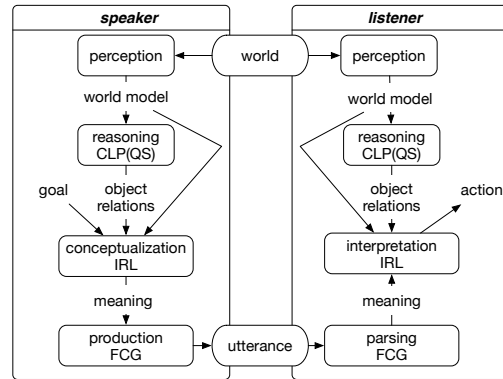 speaker
listener
perception
world
perception
world model
world model
reasoning
CLP(QS)
reasoning
CLP(QS)
goal
object
relations
object
relations
action
conceptualization
IRL
interpretation
IRL
meaning
meaning
production
FCG
utterance
parsing
FCG